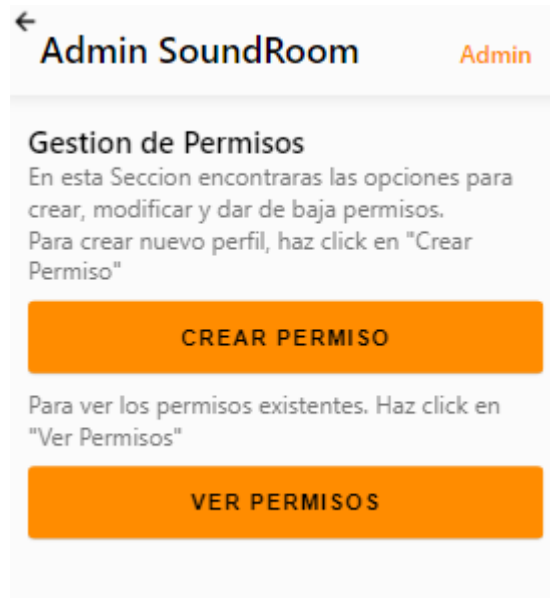 Admin SoundRoom
Admin
Gestion de Permisos
En esta Seccion encontraras las opciones para
crear, modificar y dar de baja permisos.
Para crear nuevo perfil, haz click en "Crear
Permiso"
CREAR PERMISO
Para ver los permisos existentes. Haz click en
"Ver Permisos"
VER PERMISOS